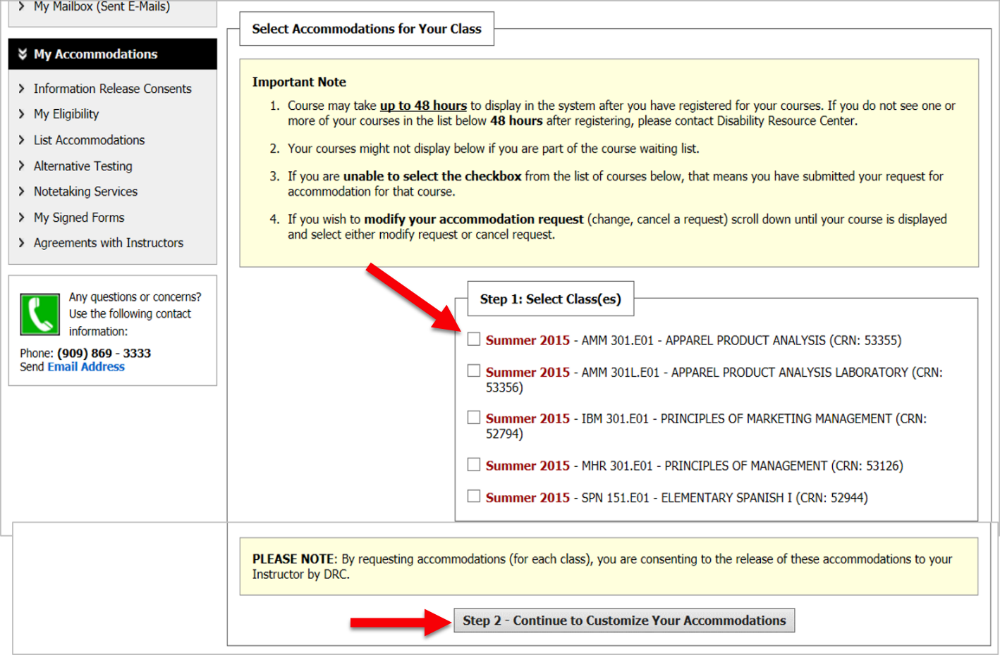 My Mailbox (Sent E-Mails)
My Accommodations
Information Release Consents
My Eligibility
List Accommodations
Alternative Testing
Notetaking Services
My Signed Forms
Agreements with Instructors
Any questions or concerns?
Use the following contact
information:
Phone: (909) 869 - 3333
Send Email Address
Select Accommodations for Your Class
Important Note
1. Course may take up to 48 hours to display in the system after you have registered for your courses. If you do not see one or
more of your courses in the list below 48 hours after registering, please contact Disability Resource Center.
2. Your courses might not display below if you are part of the course waiting list.
3. If you are unable to select the checkbox from the list of courses below, that means you have submitted your request for
accommodation for that course.
4. If you wish to modify your accommodation request (change, cancel a request) scroll down until your course is displayed
and select either modify request or cancel request.
Step 1: Select Class(es)
Summer 2015 - AMM 301.E01 - APPAREL PRODUCT ANALYSIS (CRN: 53355)
Summer 2015 - AMM 301L.E01 - APPAREL PRODUCT ANALYSIS LABORATORY (CRN:
53356)
Summer 2015 - IBM 301.E01 - PRINCIPLES OF MARKETING MANAGEMENT (CRN:
52794)
Summer 2015 - MHR 301.E01 - PRINCIPLES OF MANAGEMENT (CRN: 53126)
Summer 2015 - SPN 151.E01 - ELEMENTARY SPANISH I (CRN: 52944)
PLEASE NOTE: By requesting accommodations (for each class), you are consenting to the release of these accommodations to your
Instructor by DRC.
Step 2 - Continue to Customize Your Accommodations